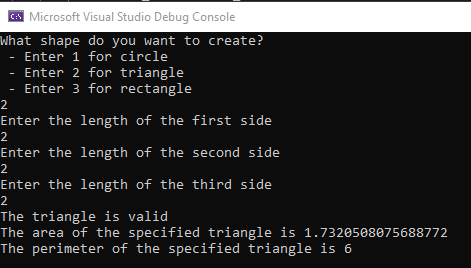 Microsoft Visual Studio Debug Console
What shape do you want to create?
 - Enter 1 for circle
 - Enter 2 for triangle
 - Enter 3 for rectangle
2
Enter the length of the first side
2
Enter the length of the second side
2
Enter the length of the third side
2
The triangle is valid
The area of the specified triangle is 1.7320508075688772
The perimeter of the specified triangle is 6